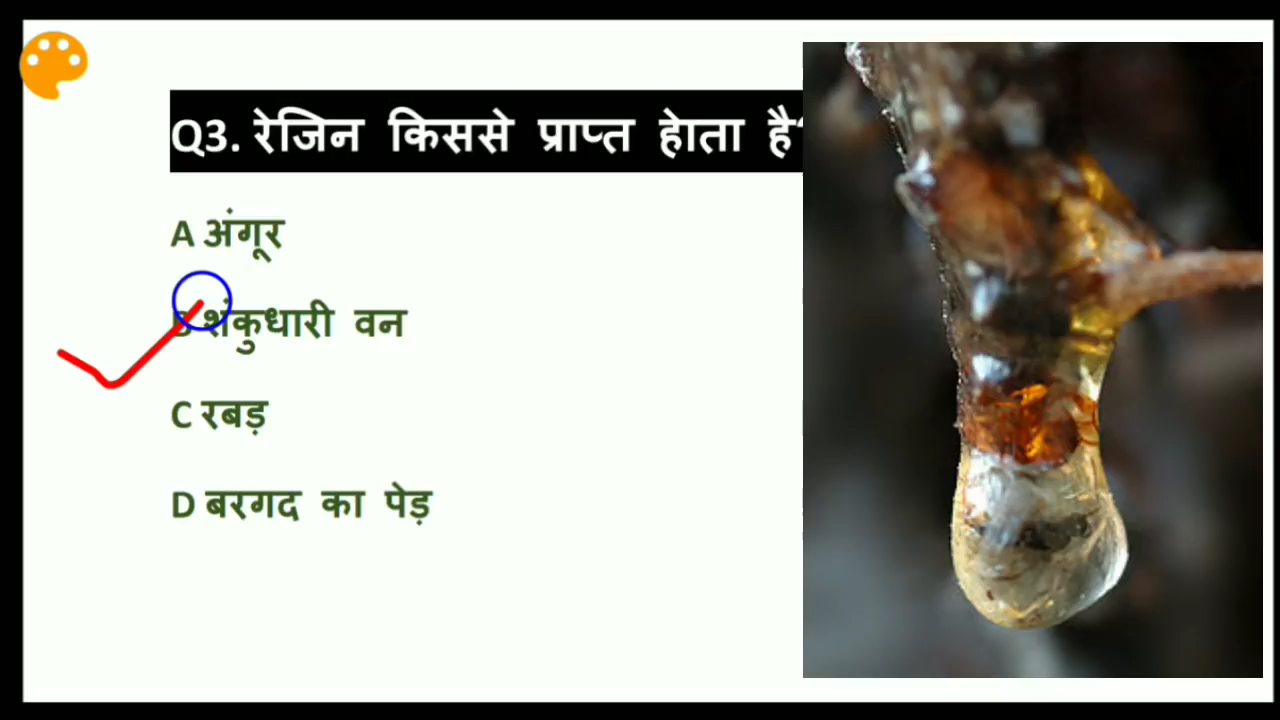 Q3. रेजिन किससे प्राप्त हेाता है?
A अंगूर
B शंकुधारी वन
C रबड़
D बरगद का पेड़